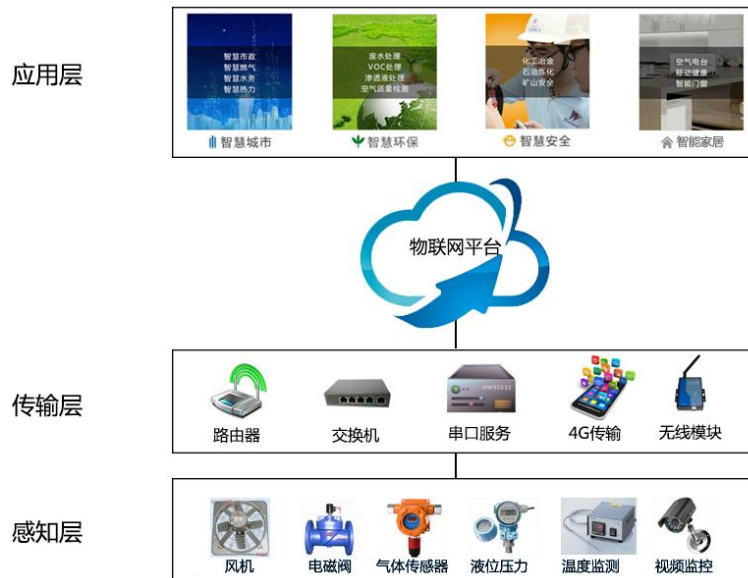 应用层
智慧市政
智慧燃气
智慧水务
智慧热力
智慧城市
废水处理
VOC处理
渗透液处理
空气质量检测
智慧环保
化工冶金
石油炼化
矿山安全
智慧安全
空气电台
移动健康
智能门窗
智能家居
物联网平台
传输层
HWS1531
路由器
交换机
串口服务
4G传输
无线模块
感知层
风机
电磁阀
气体传感器
液位压力
温度监测
视频监控